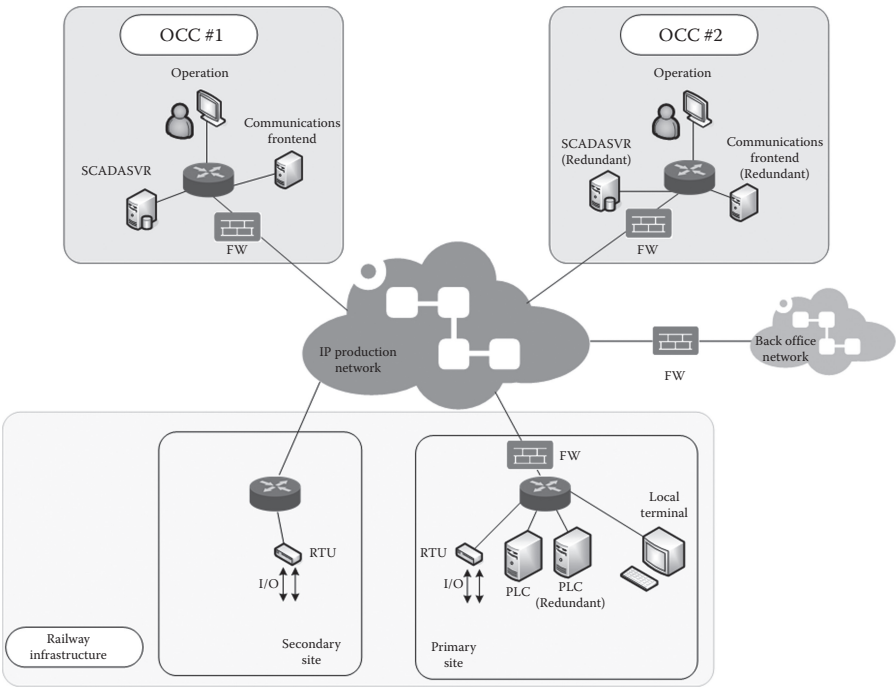 OCC #1
Operation
Communications
frontend
SCADASVR
FW
OCC #2
Operation
SCADASVR
(Redundant)
Communications
frontend
(Redundant)
FW
IP production
network
FW
Back office
network
RTU
I/O
Secondary
site
FW
Local
terminal
RTU
I/O
PLC
PLC
(Redundant)
Primary
site
Railway
infrastructure